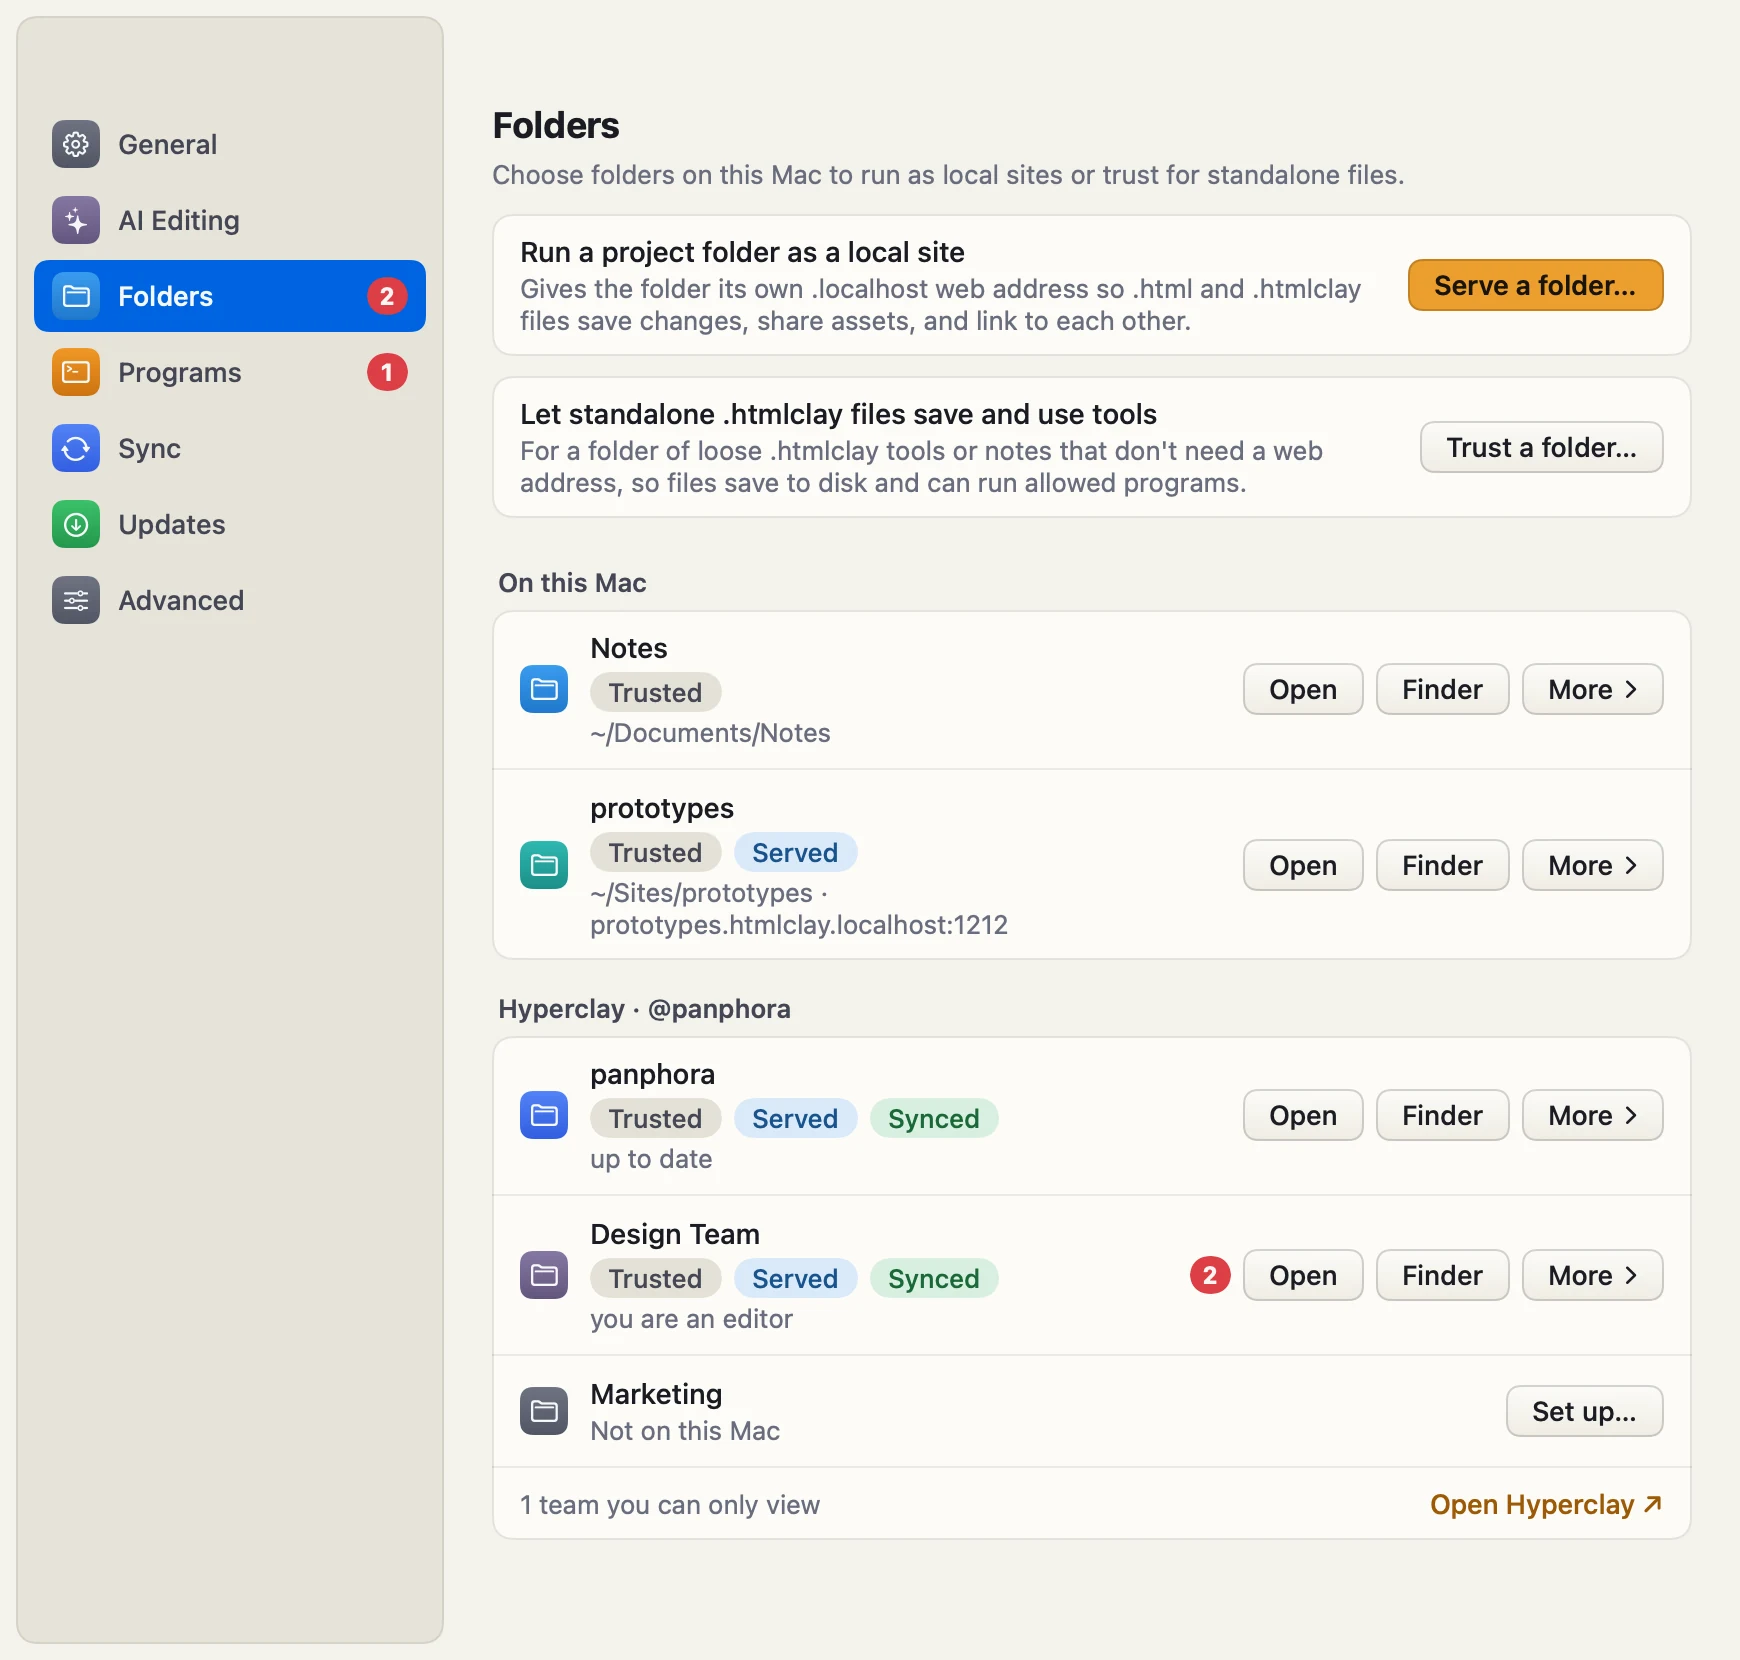 General
AI Editing
Folders 2
Programs 1
Sync
Updates
Advanced
Folders
Choose folders on this Mac to run as local sites or trust for standalone files.
Run a project folder as a local site
Gives the folder its own .localhost web address so .html and .htmlclay
files save changes, share assets, and link to each other.
Serve a folder...
Let standalone .htmlclay files save and use tools
For a folder of loose .htmlclay tools or notes that don't need a web
address, so files save to disk and can run allowed programs.
Trust a folder...
On this Mac
Notes
Trusted
~/Documents/Notes
Open Finder More
prototypes
Trusted Served
~/Sites/prototypes ·
prototypes.htmlclay.localhost:1212
Open Finder More
Hyperclay · @panphora
panphora
Trusted Served Synced
up to date
Open Finder More
Design Team
Trusted Served Synced
you are an editor
2 Open Finder More
Marketing
Not on this Mac
Set up...
1 team you can only view
Open Hyperclay ↗